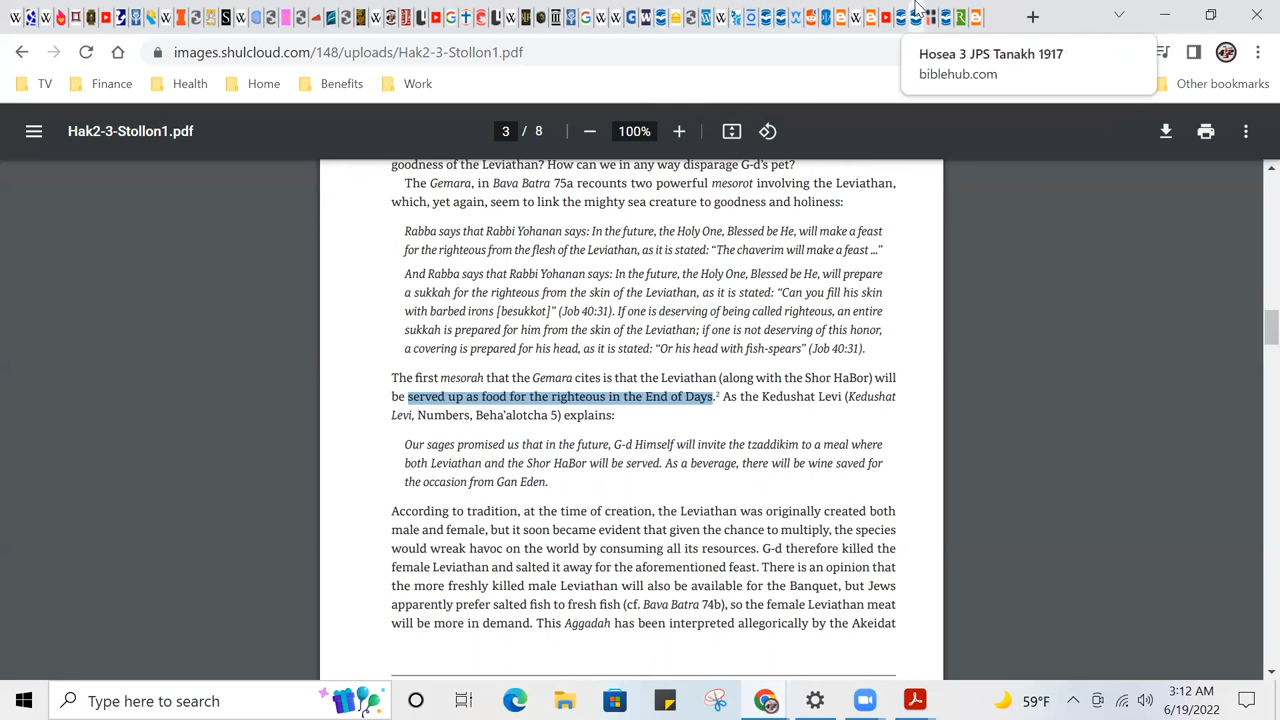 images.shulcloud.com/148/uploads/Hak2-3-Stollon1.pdf
Hosea 3 JPS Tanakh 1917
biblehub.com
TV Finance Health Home Benefits Work Other bookmarks
Hak2-3-Stollon1.pdf 3 / 8 100%
goodness of the Leviathan? How can we in any way disparage G-d's pet?
The Gemara, in Bava Batra 75a recounts two powerful mesorot involving the Leviathan,
which, yet again, seem to link the mighty sea creature to goodness and holiness:
Rabba says that Rabbi Yohanan says: In the future, the Holy One, Blessed be He, will make a feast
for the righteous from the flesh of the Leviathan, as it is stated: “The chaverim will make a feast ...”
And Rabba says that Rabbi Yohanan says: In the future, the Holy One, Blessed be He, will prepare
a sukkah for the righteous from the skin of the Leviathan, as it is stated: “Can you fill his skin
with barbed irons [besukkot]” (Job 40:31). If one is deserving of being called righteous, an entire
sukkah is prepared for him from the skin of the Leviathan; if one is not deserving of this honor,
a covering is prepared for his head, as it is stated: “Or his head with fish-spears” (Job 40:31).
The first mesorah that the Gemara cites is that the Leviathan (along with the Shor HaBor) will
be served up as food for the righteous in the End of Days.² As the Kedushat Levi (Kedushat
Levi, Numbers, Beha'alotcha 5) explains:
Our sages promised us that in the future, G-d Himself will invite the tzaddikim to a meal where
both Leviathan and the Shor HaBor will be served. As a beverage, there will be wine saved for
the occasion from Gan Eden.
According to tradition, at the time of creation, the Leviathan was originally created both
male and female, but it soon became evident that given the chance to multiply, the species
would wreak havoc on the world by consuming all its resources. G-d therefore killed the
female Leviathan and salted it away for the aforementioned feast. There is an opinion that
the more freshly killed male Leviathan will also be available for the Banquet, but Jews
apparently prefer salted fish to fresh fish (cf. Bava Batra 74b), so the female Leviathan meat
will be more in demand. This Aggadah has been interpreted allegorically by the Akeidat
Type here to search
59°F
3:12 AM
6/19/2022